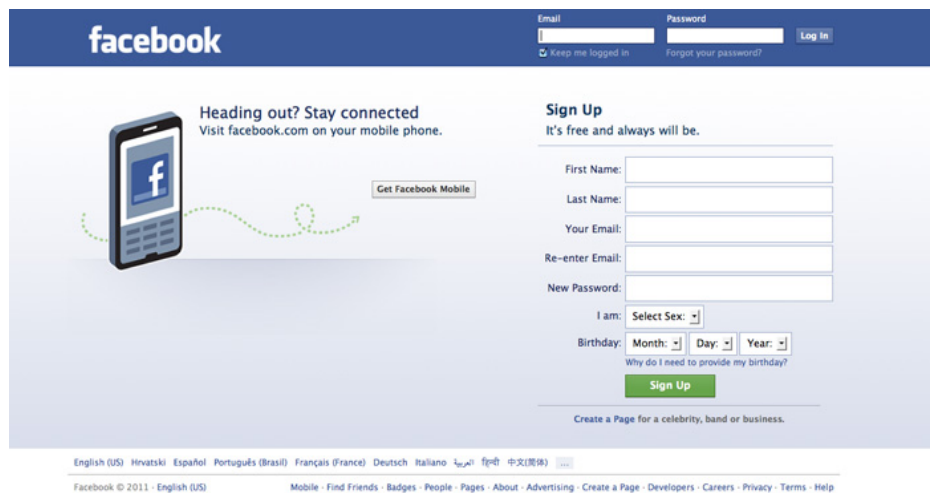 facebook
Email Password
Log In
Keep me logged in Forgot your password?
Heading out? Stay connected
Visit facebook.com on your mobile phone.
Get Facebook Mobile
f
Sign Up
It's free and always will be.
First Name:
Last Name:
Your Email:
Re-enter Email:
New Password:
I am: Select Sex:
Birthday: Month: Day: Year:
Why do I need to provide my birthday?
Sign Up
Create a Page for a celebrity, band or business.
English (US) Hrvatski Español Português (Brasil) Français (France) Deutsch Italiano العربية हिन्दी 中文(简体) ...
Facebook © 2011 · English (US) Mobile · Find Friends · Badges · People · Pages · About · Advertising · Create a Page · Developers · Careers · Privacy · Terms · Help